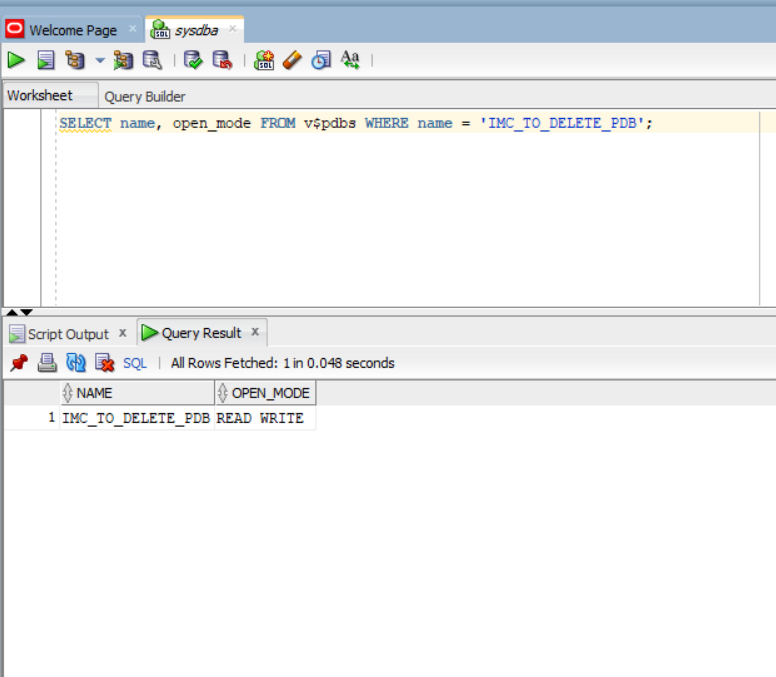 Welcome Page sysdba
Worksheet Query Builder
SELECT name, open_mode FROM v$pdbs WHERE name = 'IMC_TO_DELETE_PDB';
Script Output x Query Result x
SQL | All Rows Fetched: 1 in 0.048 seconds
NAME OPEN_MODE
1 IMC_TO_DELETE_PDB READ WRITE